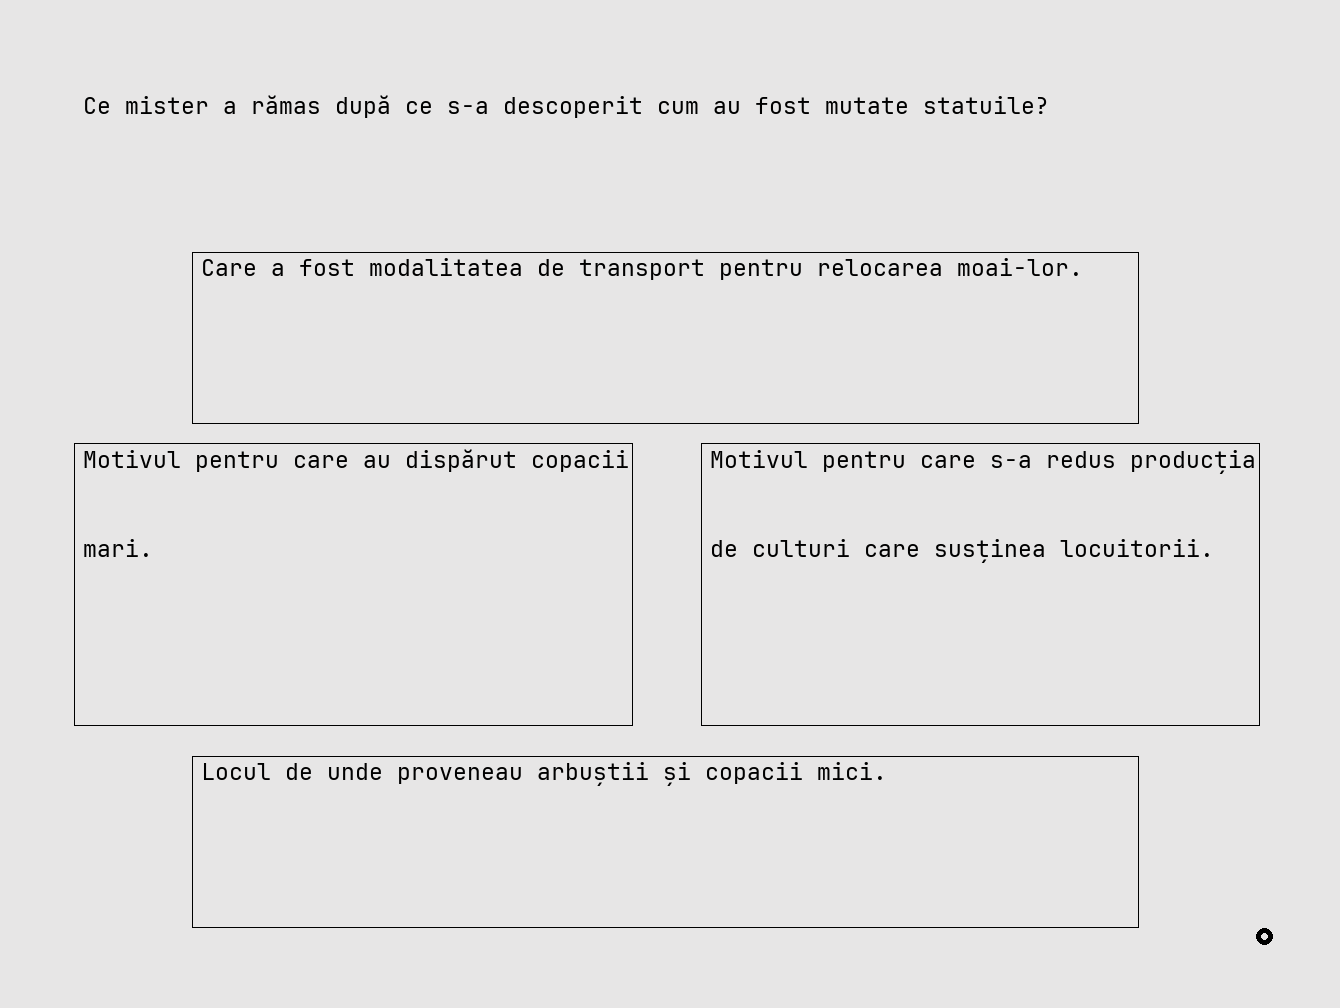 Ce mister a rămas după ce s-a descoperit cum au fost mutate statuile?
Care a fost modalitatea de transport pentru relocarea moai-lor.
Motivul pentru care au dispărut copacii
mari.
Motivul pentru care s-a redus producția
de culturi care susținea locuitorii.
Locul de unde proveneau arbuștii și copacii mici.